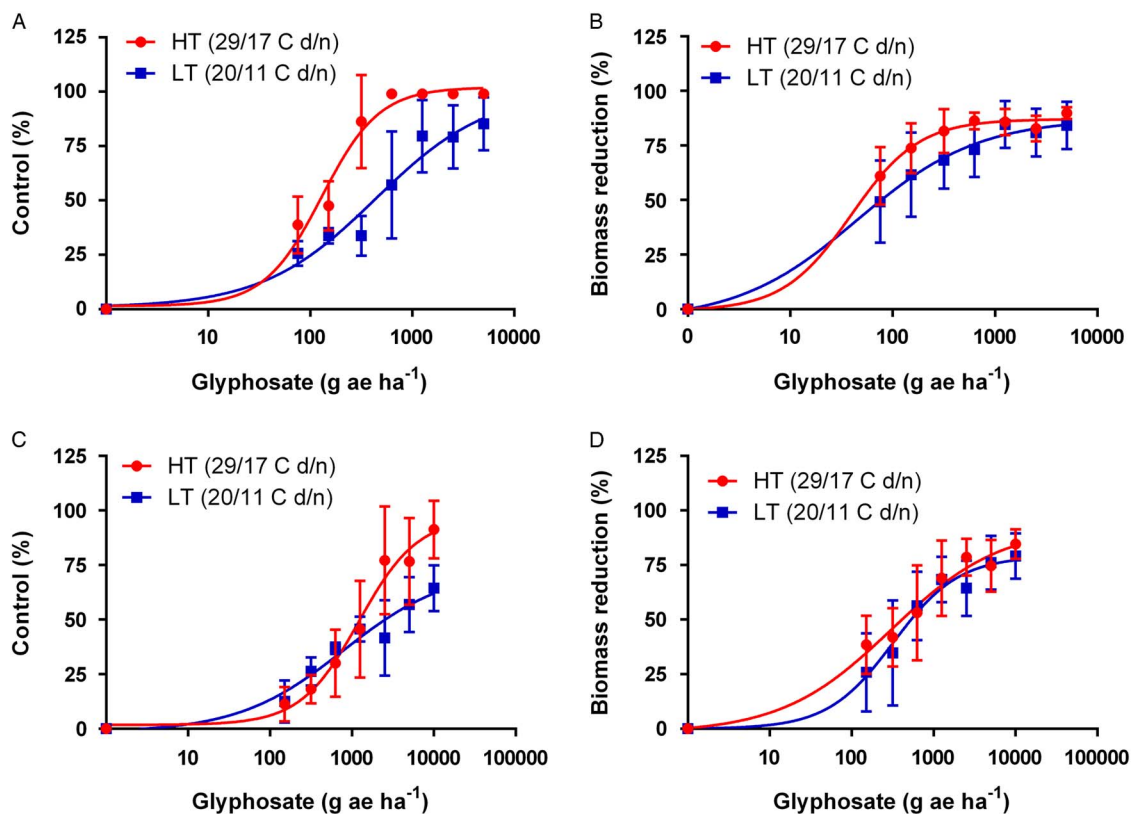 A
HT (29/17 C d/n)
LT (20/11 C d/n)
125
100
75
50
25
0
Control (%)
10
100
1000
10000
Glyphosate (g ae ha⁻¹)
B
HT (29/17 C d/n)
LT (20/11 C d/n)
125
100
75
50
25
0
Biomass reduction (%)
0
10
100
1000
10000
Glyphosate (g ae ha⁻¹)
C
HT (29/17 C d/n)
LT (20/11 C d/n)
125
100
75
50
25
0
Control (%)
10
100
1000
10000
100000
Glyphosate (g ae ha⁻¹)
D
HT (29/17 C d/n)
LT (20/11 C d/n)
125
100
75
50
25
0
Biomass reduction (%)
10
100
1000
10000
100000
Glyphosate (g ae ha⁻¹)